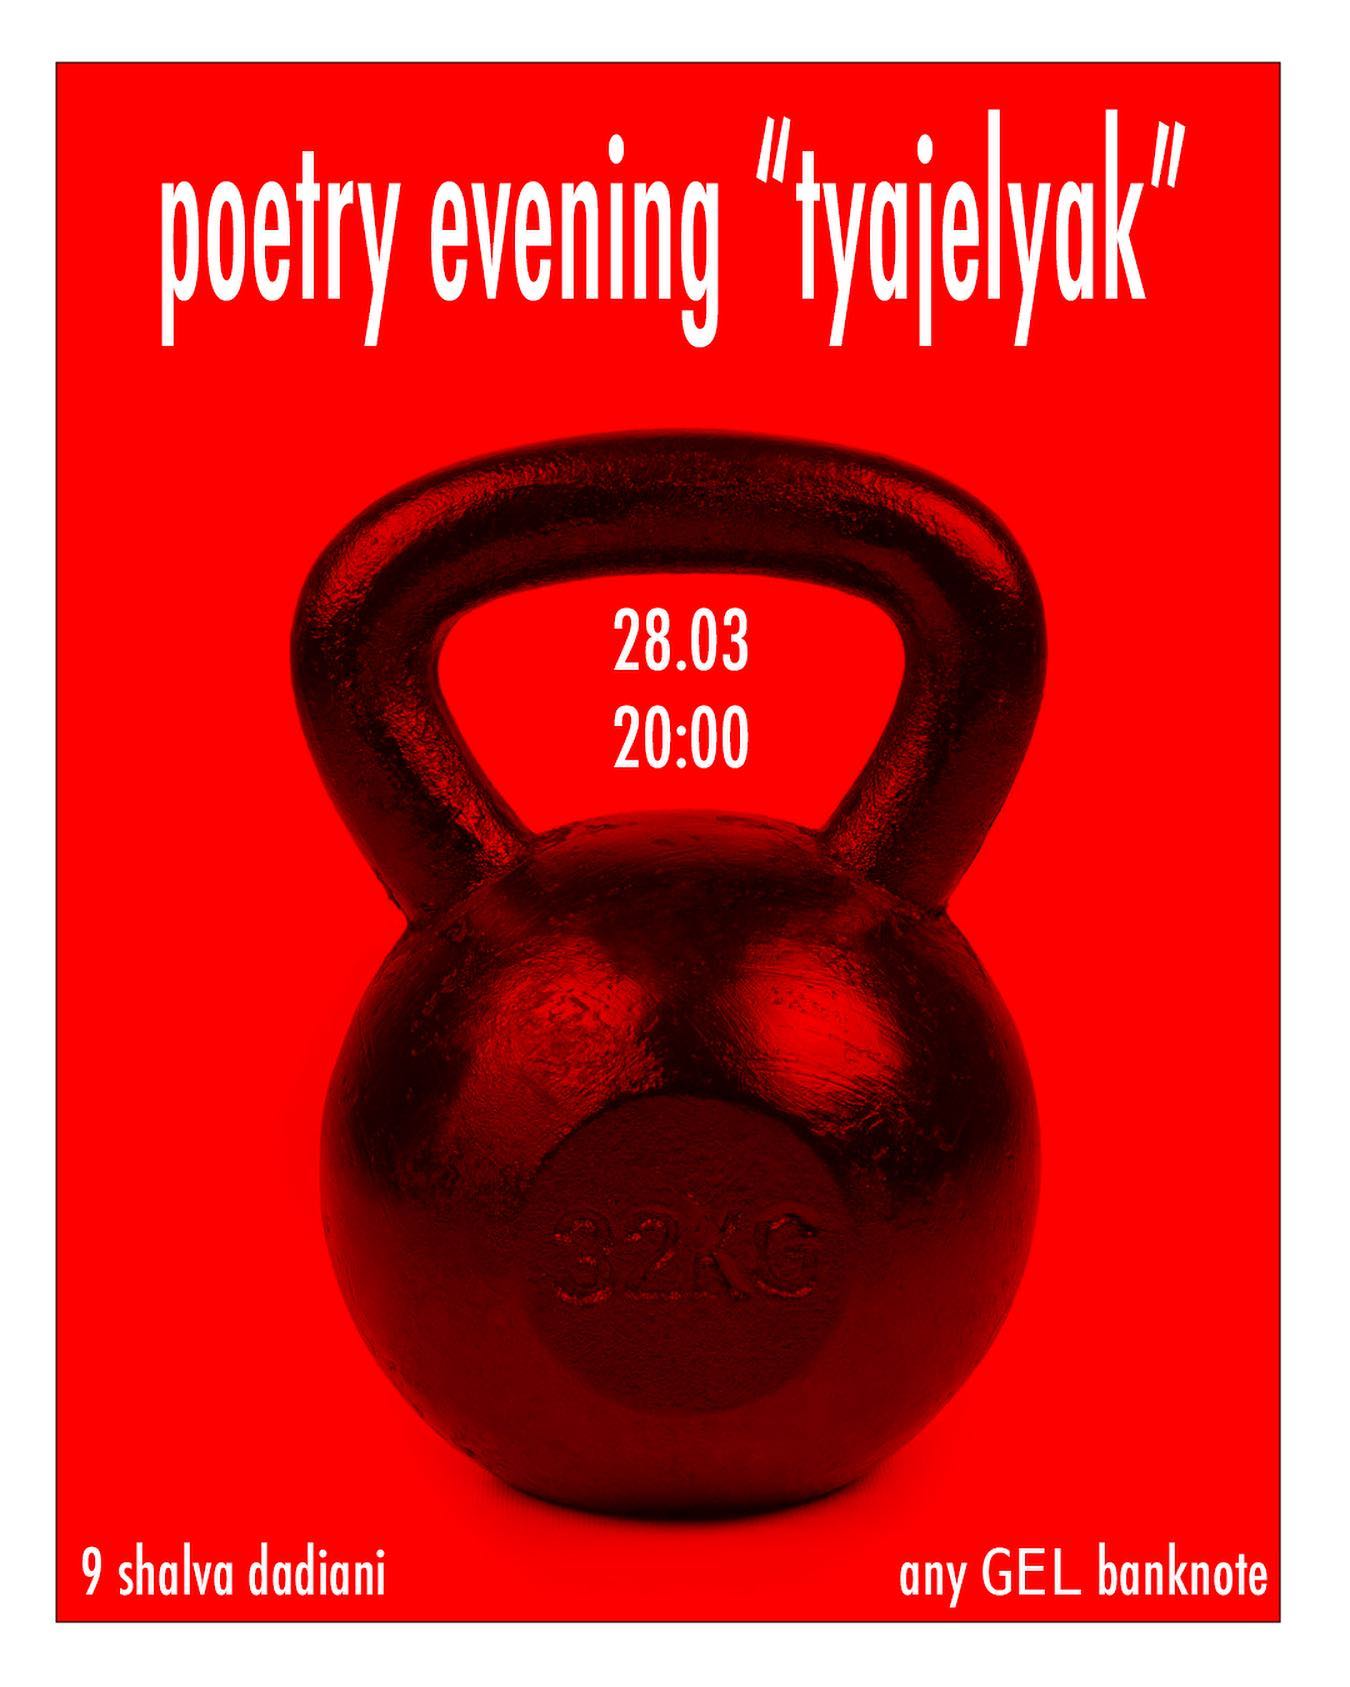 poetry evening “tyajelyak”
28.03
20:00
32KG
9 shalva dadiani
any GEL banknote